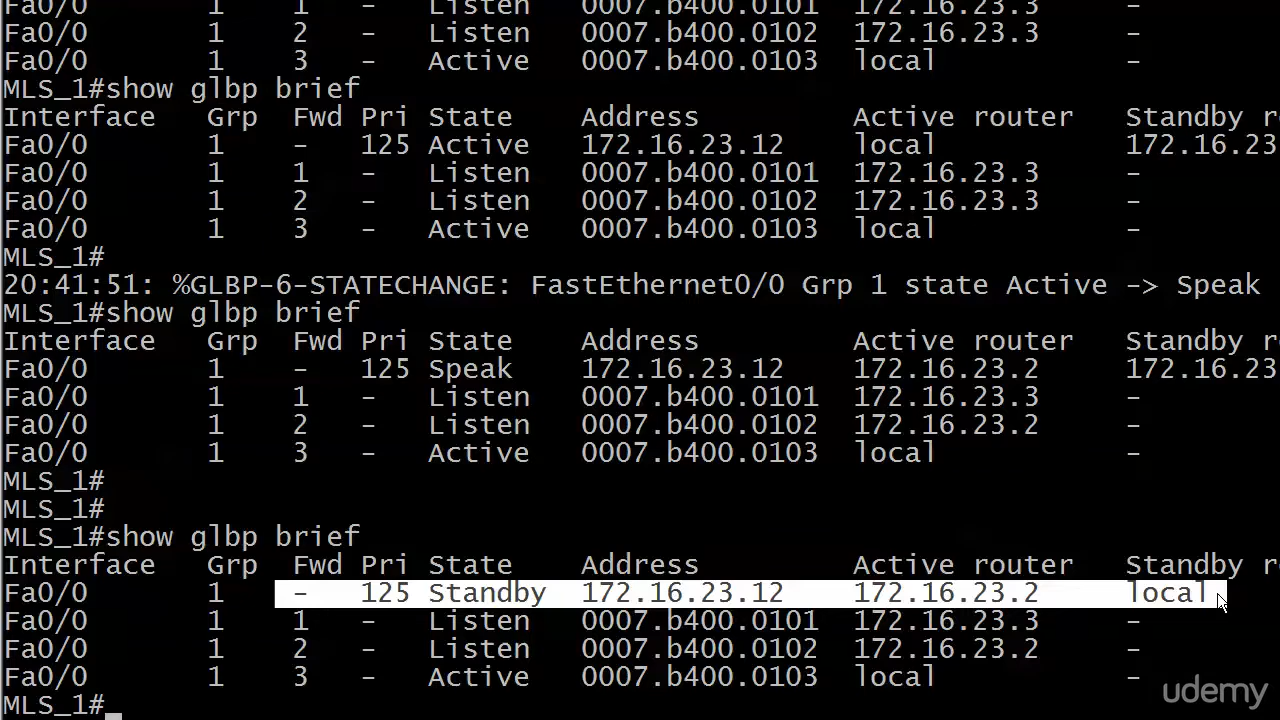 Fa0/0 1 1 - Listen 0007.b400.0101 172.16.23.3 -
Fa0/0 1 2 - Listen 0007.b400.0102 172.16.23.3 -
Fa0/0 1 3 - Active 0007.b400.0103 local -
MLS_1#show glbp brief
Interface Grp Fwd Pri State Address Active router Standby r
Fa0/0 1 - 125 Active 172.16.23.12 local 172.16.23
Fa0/0 1 1 - Listen 0007.b400.0101 172.16.23.3 -
Fa0/0 1 2 - Listen 0007.b400.0102 172.16.23.3 -
Fa0/0 1 3 - Active 0007.b400.0103 local -
MLS_1#
20:41:51: %GLBP-6-STATECHANGE: FastEthernet0/0 Grp 1 state Active -> Speak
MLS_1#show glbp brief
Interface Grp Fwd Pri State Address Active router Standby r
Fa0/0 1 - 125 Speak 172.16.23.12 172.16.23.2 172.16.23
Fa0/0 1 1 - Listen 0007.b400.0101 172.16.23.3 -
Fa0/0 1 2 - Listen 0007.b400.0102 172.16.23.2 -
Fa0/0 1 3 - Active 0007.b400.0103 local -
MLS_1#
MLS_1#
MLS_1#show glbp brief
Interface Grp Fwd Pri State Address Active router Standby r
Fa0/0 1 - 125 Standby 172.16.23.12 172.16.23.2 local
Fa0/0 1 1 - Listen 0007.b400.0101 172.16.23.3 -
Fa0/0 1 2 - Listen 0007.b400.0102 172.16.23.2 -
Fa0/0 1 3 - Active 0007.b400.0103 local -
MLS_1#
udemy